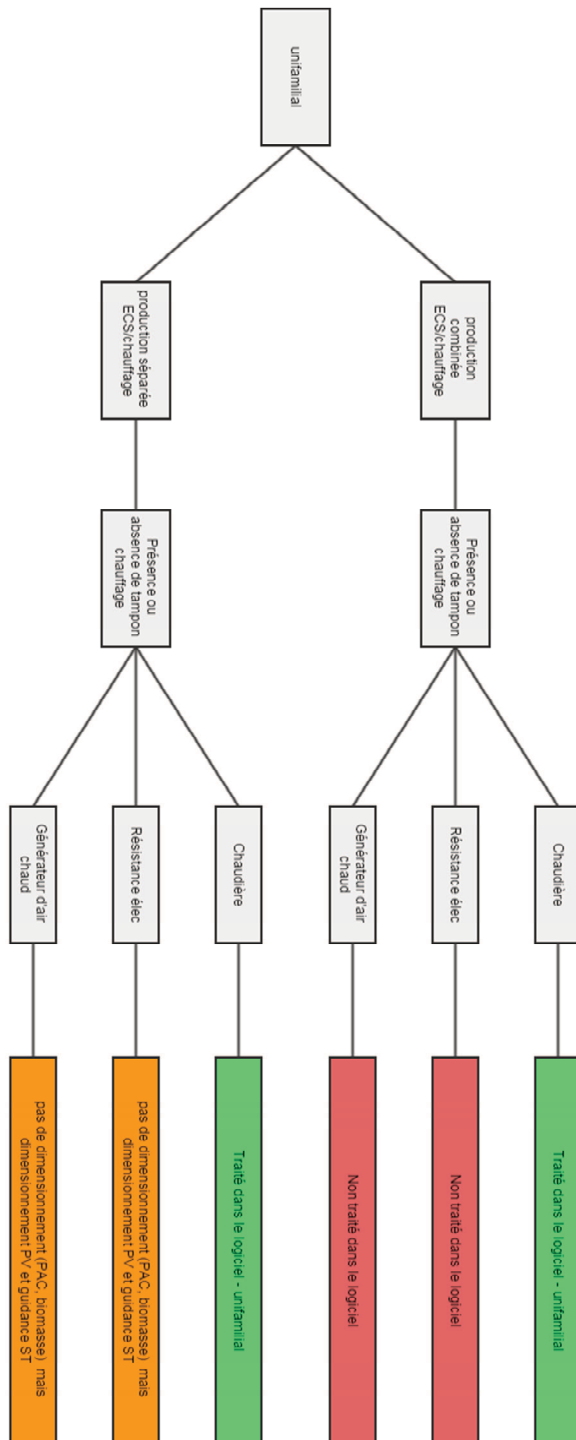 unifamilial
production
combinée
ECS/chauffage
production séparée
ECS/chauffage
Présence ou
absence de tampon
chauffage
Présence ou
absence de tampon
chauffage
Chaudière
Résistance élec
Générateur d'air
chaud
Chaudière
Résistance élec
Générateur d'air
chaud
Traité dans le logiciel - unifamilial
Non traité dans le logiciel
Non traité dans le logiciel
Traité dans le logiciel - unifamilial
pas de dimensionnement (PAC, biomasse) mais
dimensionnement PV et guidance ST
pas de dimensionnement (PAC, biomasse) mais
dimensionnement PV et guidance ST